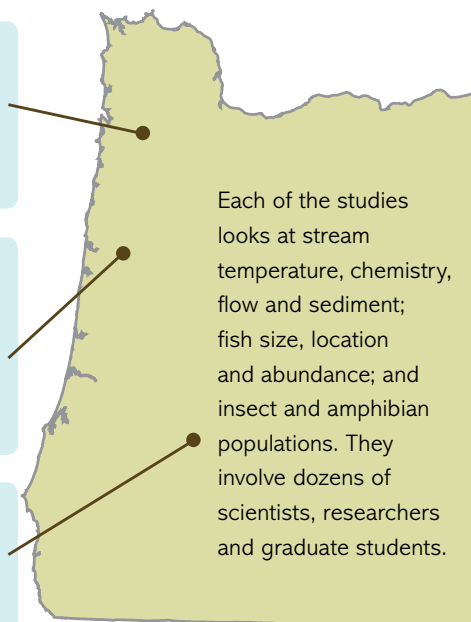 Each of the studies
looks at stream
temperature, chemistry,
flow and sediment;
fish size, location
and abundance; and
insect and amphibian
populations. They
involve dozens of
scientists, researchers
and graduate students.